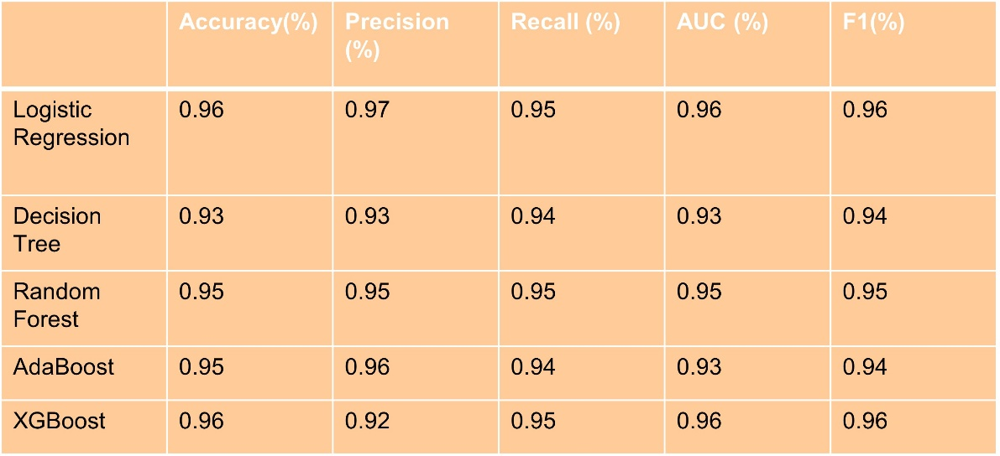 Accuracy(%) Precision (%) Recall (%) AUC (%) F1(%)
Logistic Regression 0.96 0.97 0.95 0.96 0.96
Decision Tree 0.93 0.93 0.94 0.93 0.94
Random Forest 0.95 0.95 0.95 0.95 0.95
AdaBoost 0.95 0.96 0.94 0.93 0.94
XGBoost 0.96 0.92 0.95 0.96 0.96